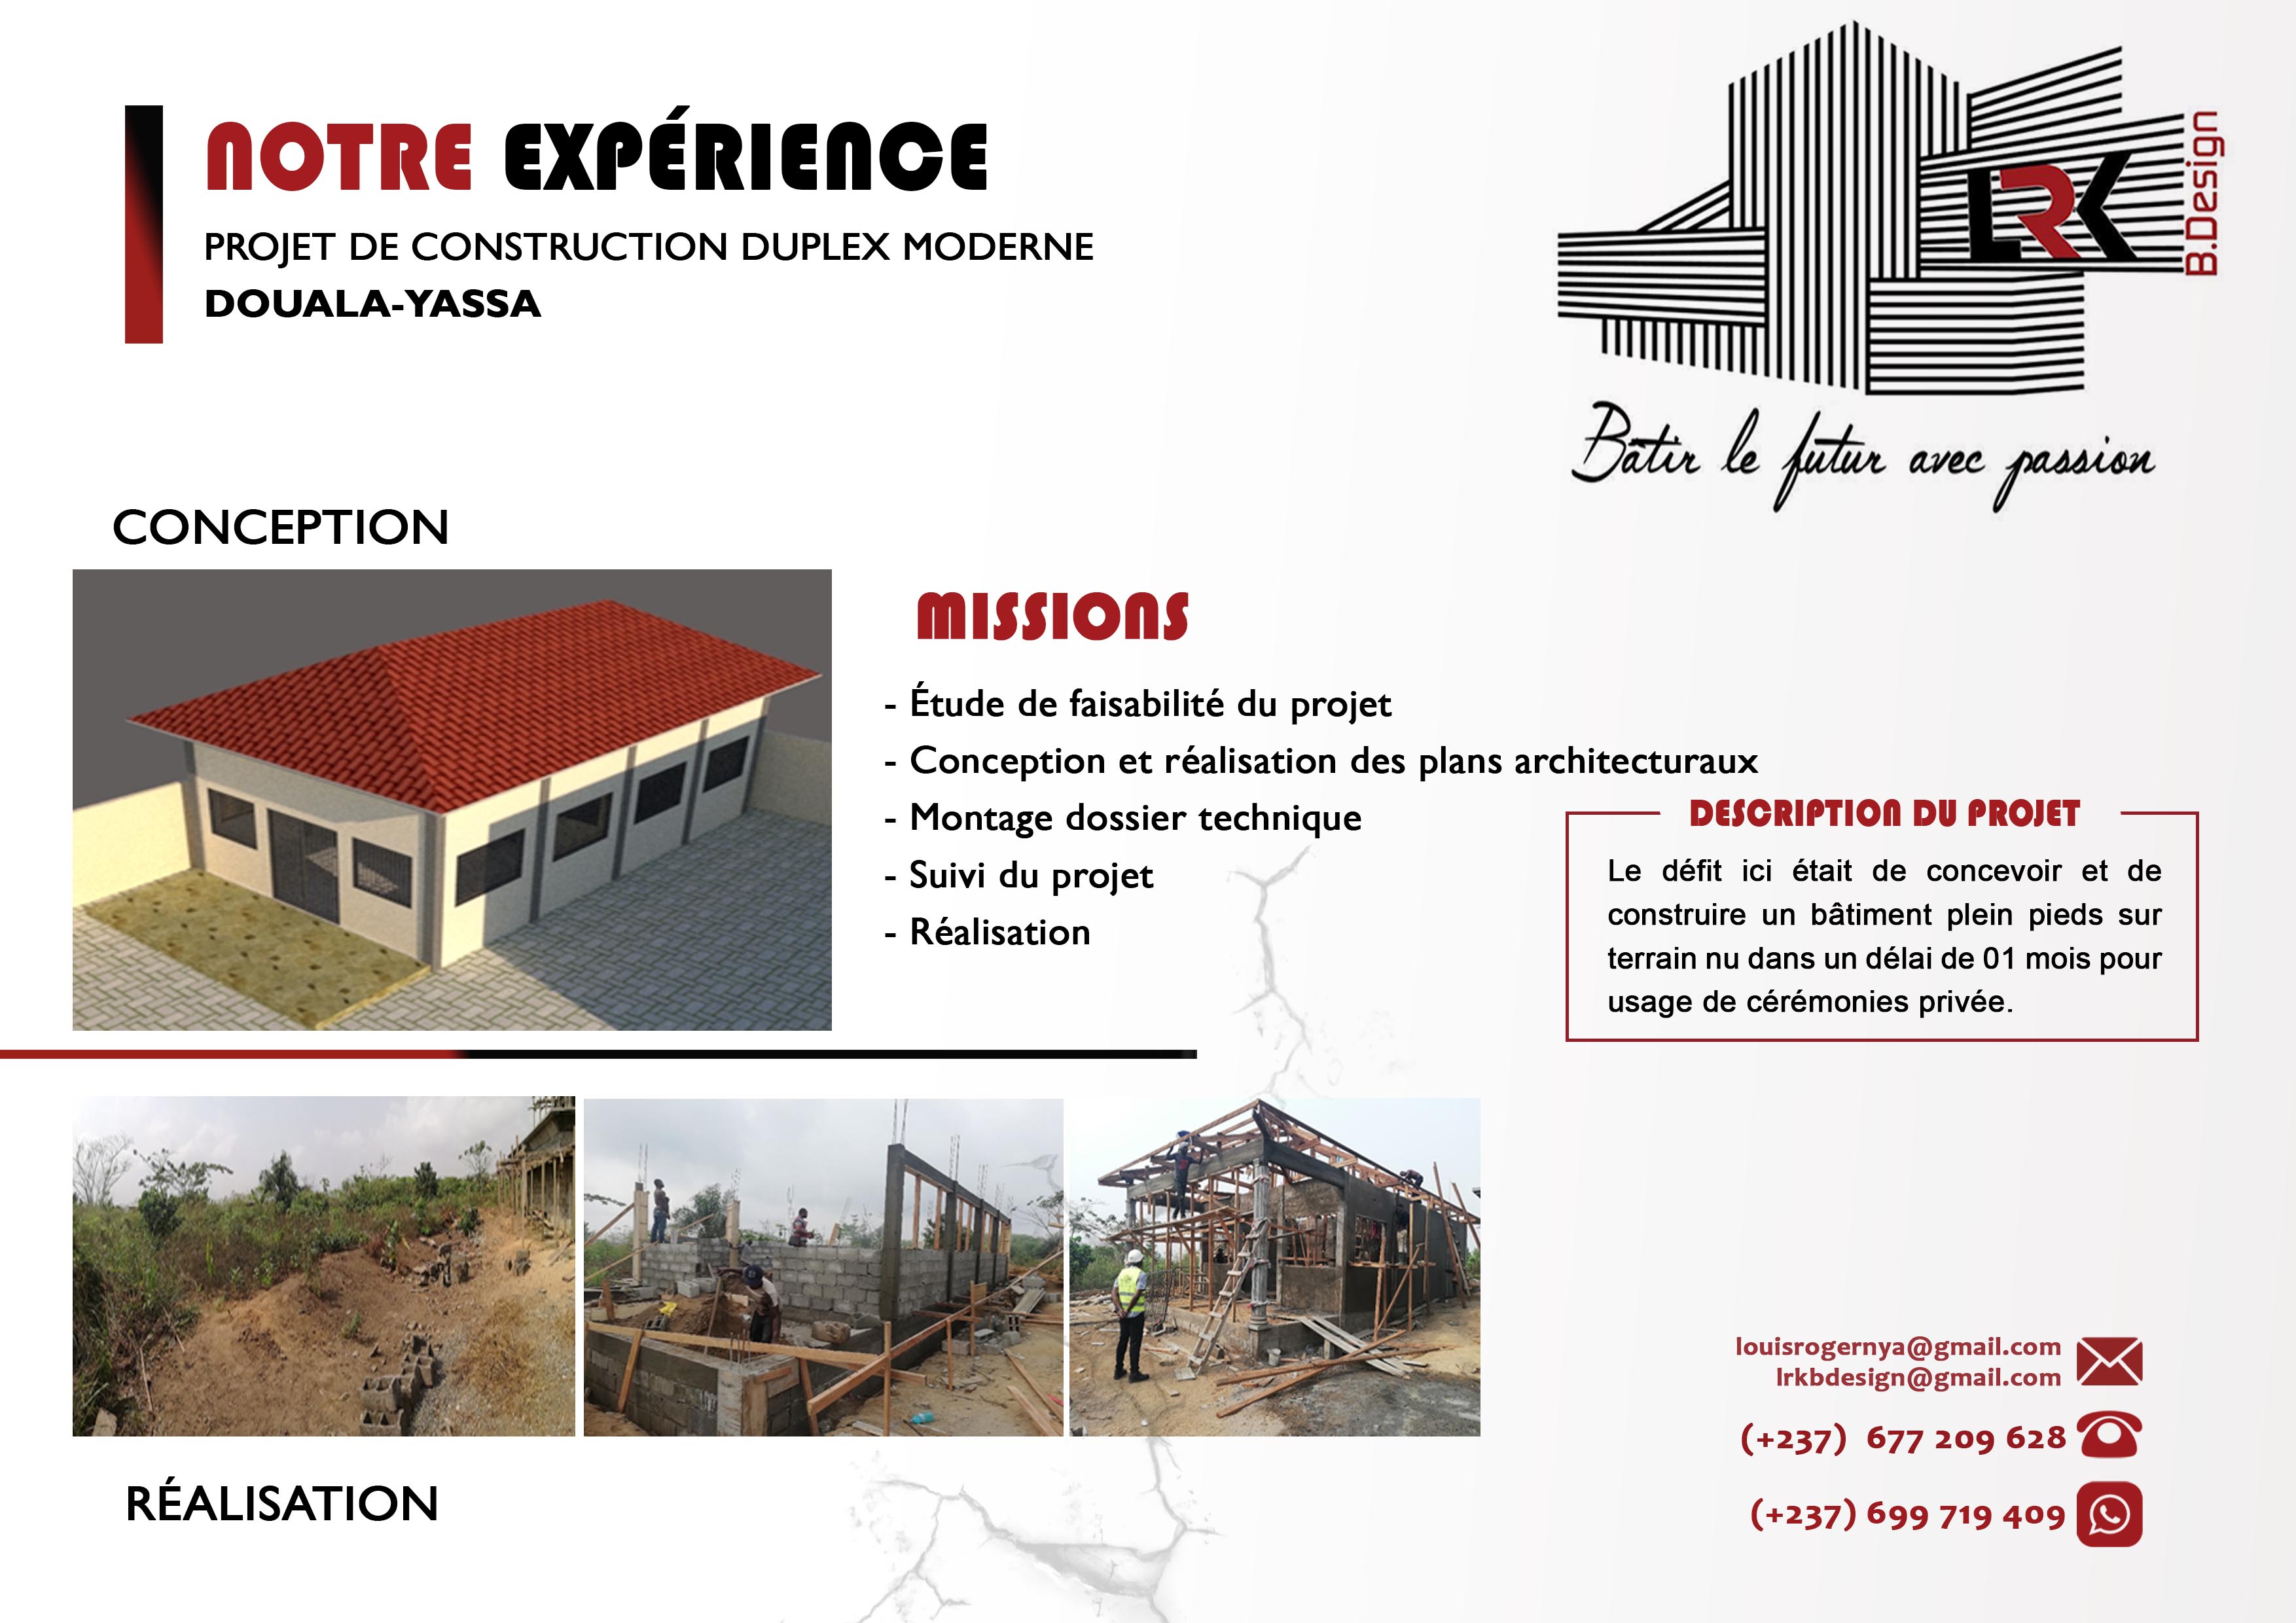 NOTRE EXPÉRIENCE
PROJET DE CONSTRUCTION DUPLEX MODERNE
DOUALA-YASSA
LRK
B.Design
Bâtir le futur avec passion
CONCEPTION
MISSIONS
- Étude de faisabilité du projet
- Conception et réalisation des plans architecturaux
- Montage dossier technique
- Suivi du projet
- Réalisation
DESCRIPTION DU PROJET
Le défit ici était de concevoir et de
construire un bâtiment plein pieds sur
terrain nu dans un délai de 01 mois pour
usage de cérémonies privée.
RÉALISATION
louisrogernya@gmail.com
lrkbdesign@gmail.com
(+237) 677 209 628
(+237) 699 719 409